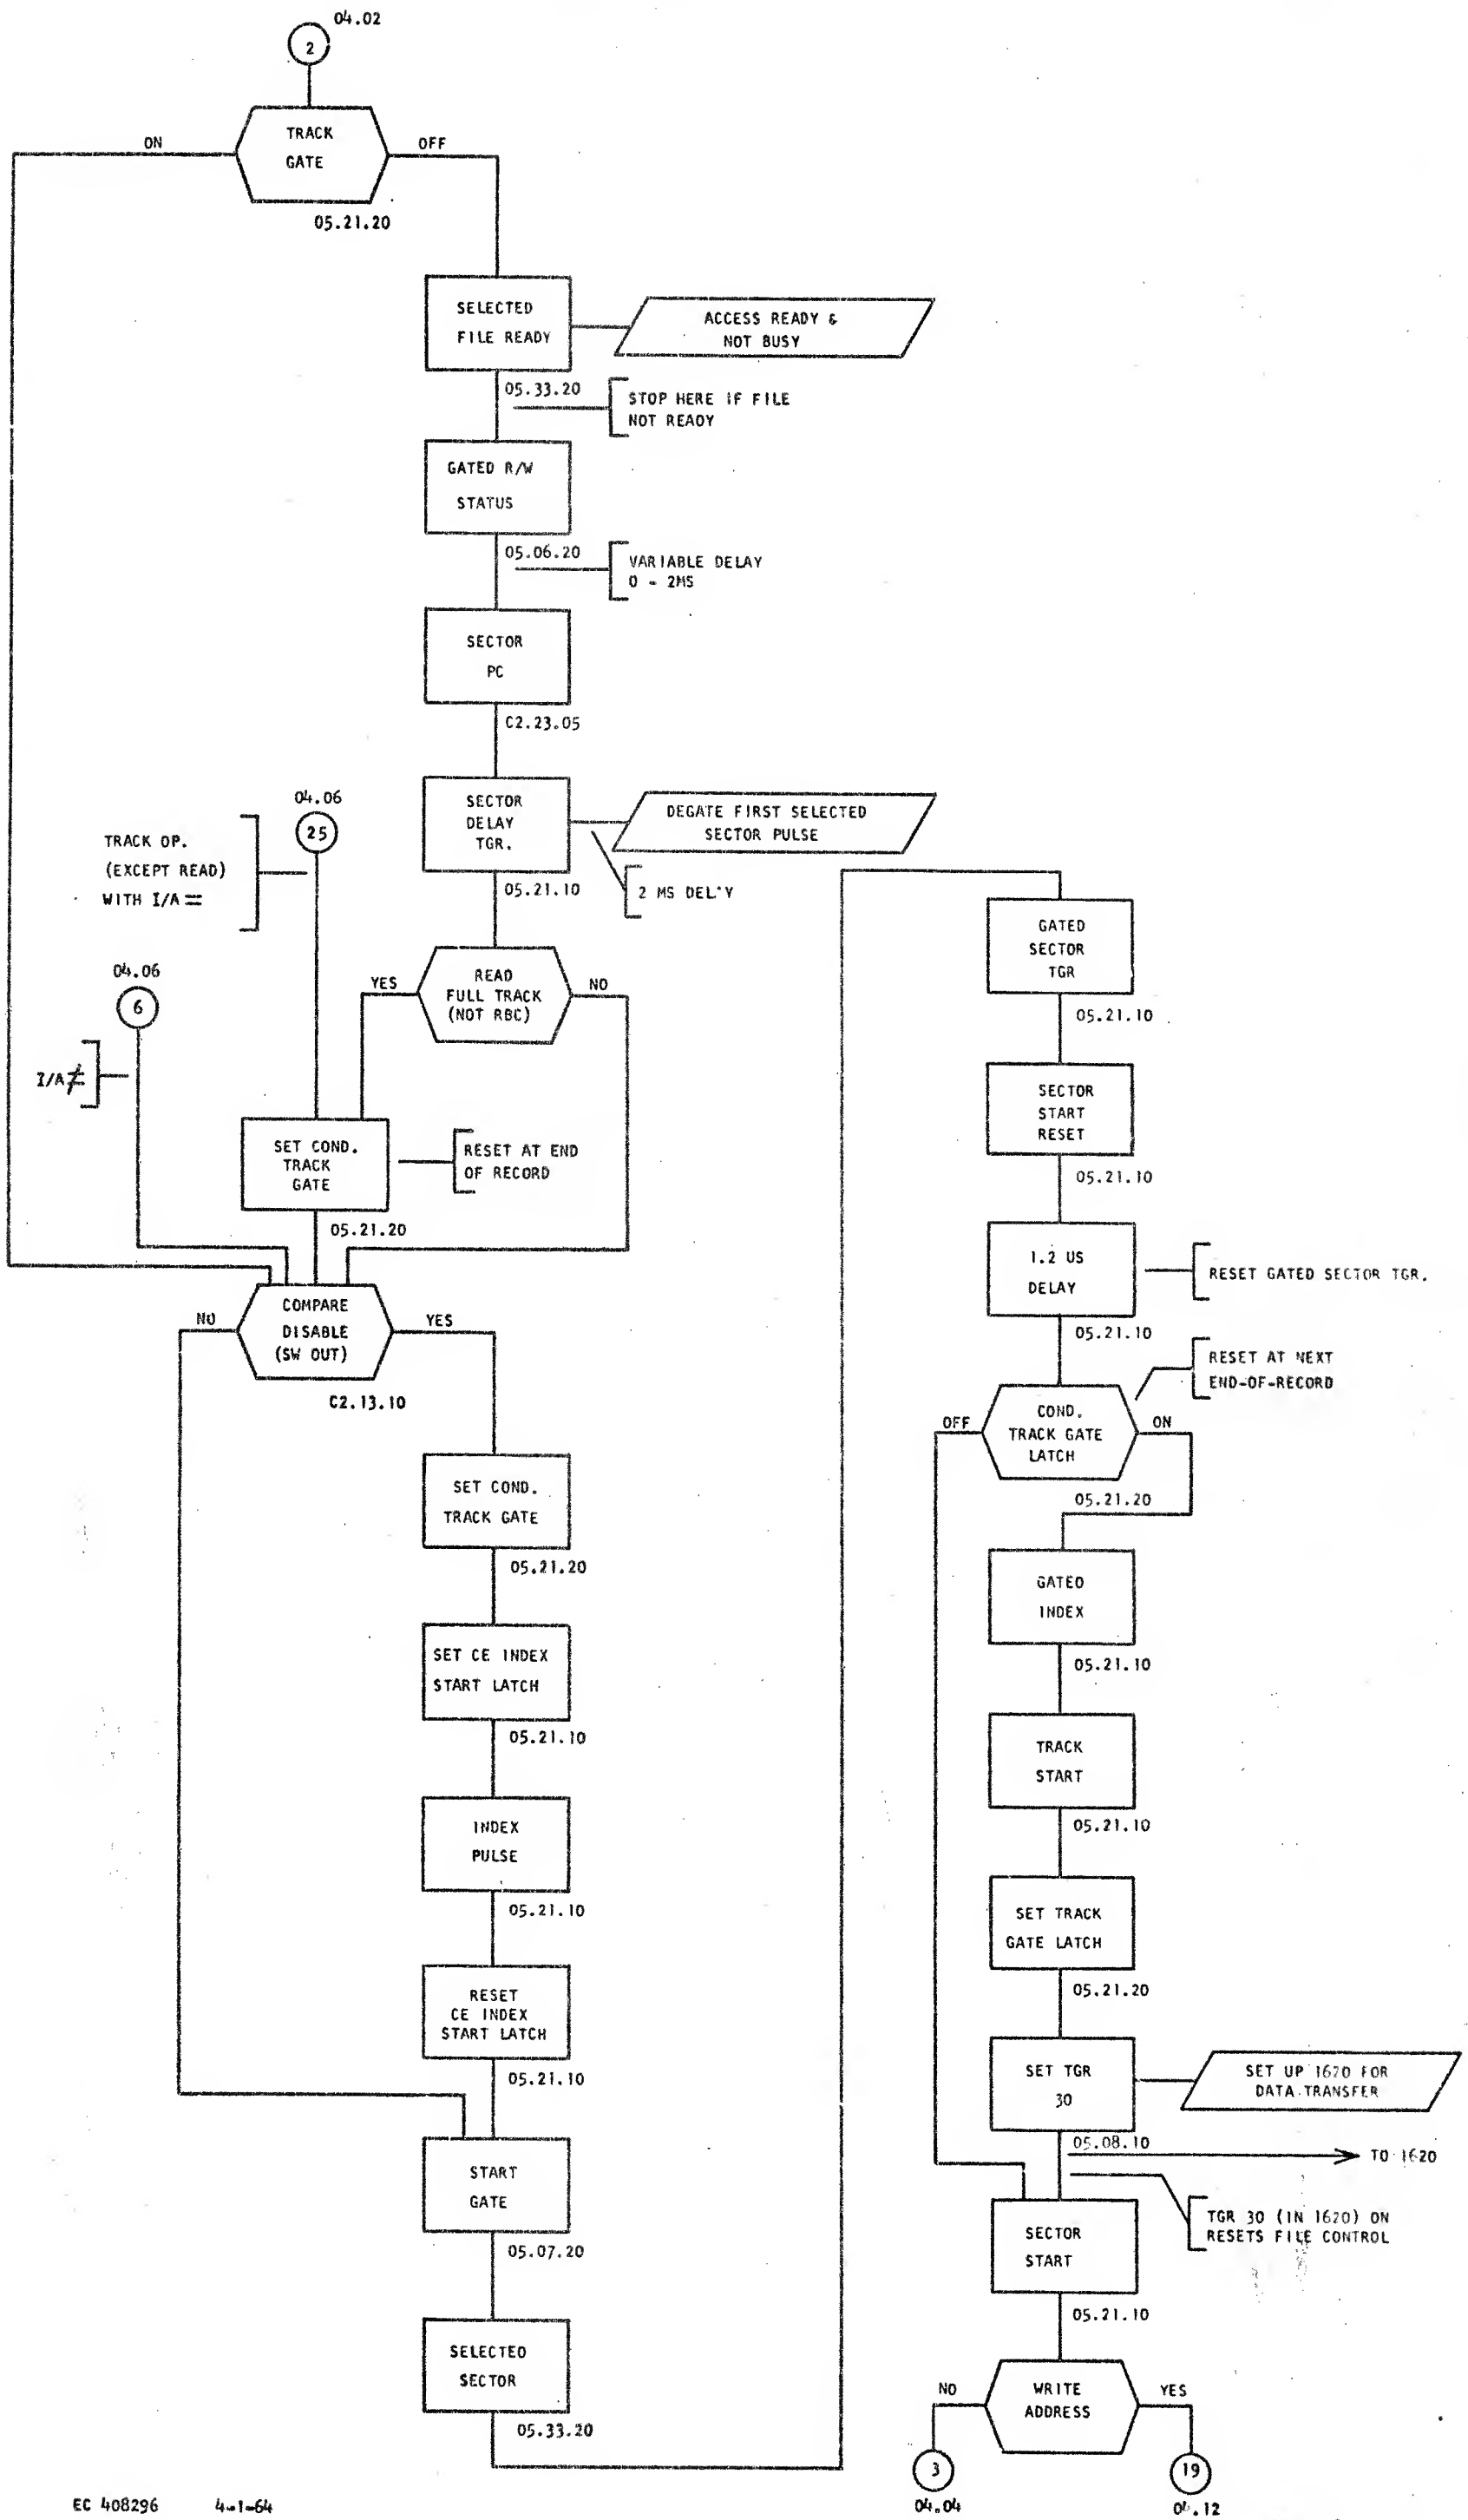 04.02
2
TRACK
GATE
ON
OFF
05.21.20
SELECTED
FILE READY
ACCESS READY &
NOT BUSY
05.33.20
STOP HERE IF FILE
NOT READY
GATED R/W
STATUS
05.06.20
VARIABLE DELAY
0 - 2MS
SECTOR
PC
C2.23.05
SECTOR
DELAY
TGR.
DEGATE FIRST SELECTED
SECTOR PULSE
05.21.10
2 MS DEL'Y
04.06
25
TRACK OP.
(EXCEPT READ)
WITH I/A =
READ
FULL TRACK
(NOT RBC)
YES
NO
04.06
6
I/A ≠
SET COND.
TRACK
GATE
RESET AT END
OF RECORD
05.21.20
COMPARE
DISABLE
(SW OUT)
NO
YES
C2.13.10
SET COND.
TRACK GATE
05.21.20
SET CE INDEX
START LATCH
05.21.10
INDEX
PULSE
05.21.10
RESET
CE INDEX
START LATCH
05.21.10
START
GATE
05.07.20
SELECTED
SECTOR
05.33.20
GATED
SECTOR
TGR
05.21.10
SECTOR
START
RESET
05.21.10
1.2 US
DELAY
RESET GATED SECTOR TGR.
05.21.10
RESET AT NEXT
END-OF-RECORD
COND.
TRACK GATE
LATCH
OFF
ON
05.21.20
GATED
INDEX
05.21.10
TRACK
START
05.21.10
SET TRACK
GATE LATCH
05.21.20
SET TGR
30
SET UP 1620 FOR
DATA TRANSFER
05.08.10
TO 1620
TGR 30 (IN 1620) ON
RESETS FILE CONTROL
SECTOR
START
05.21.10
WRITE
ADDRESS
NO
YES
3
04.04
19
04.12
EC 408296 4-1-64